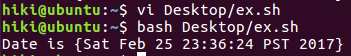 hiki@ubuntu:~$ vi Desktop/ex.sh
hiki@ubuntu:~$ bash Desktop/ex.sh
Date is {Sat Feb 25 23:36:24 PST 2017}